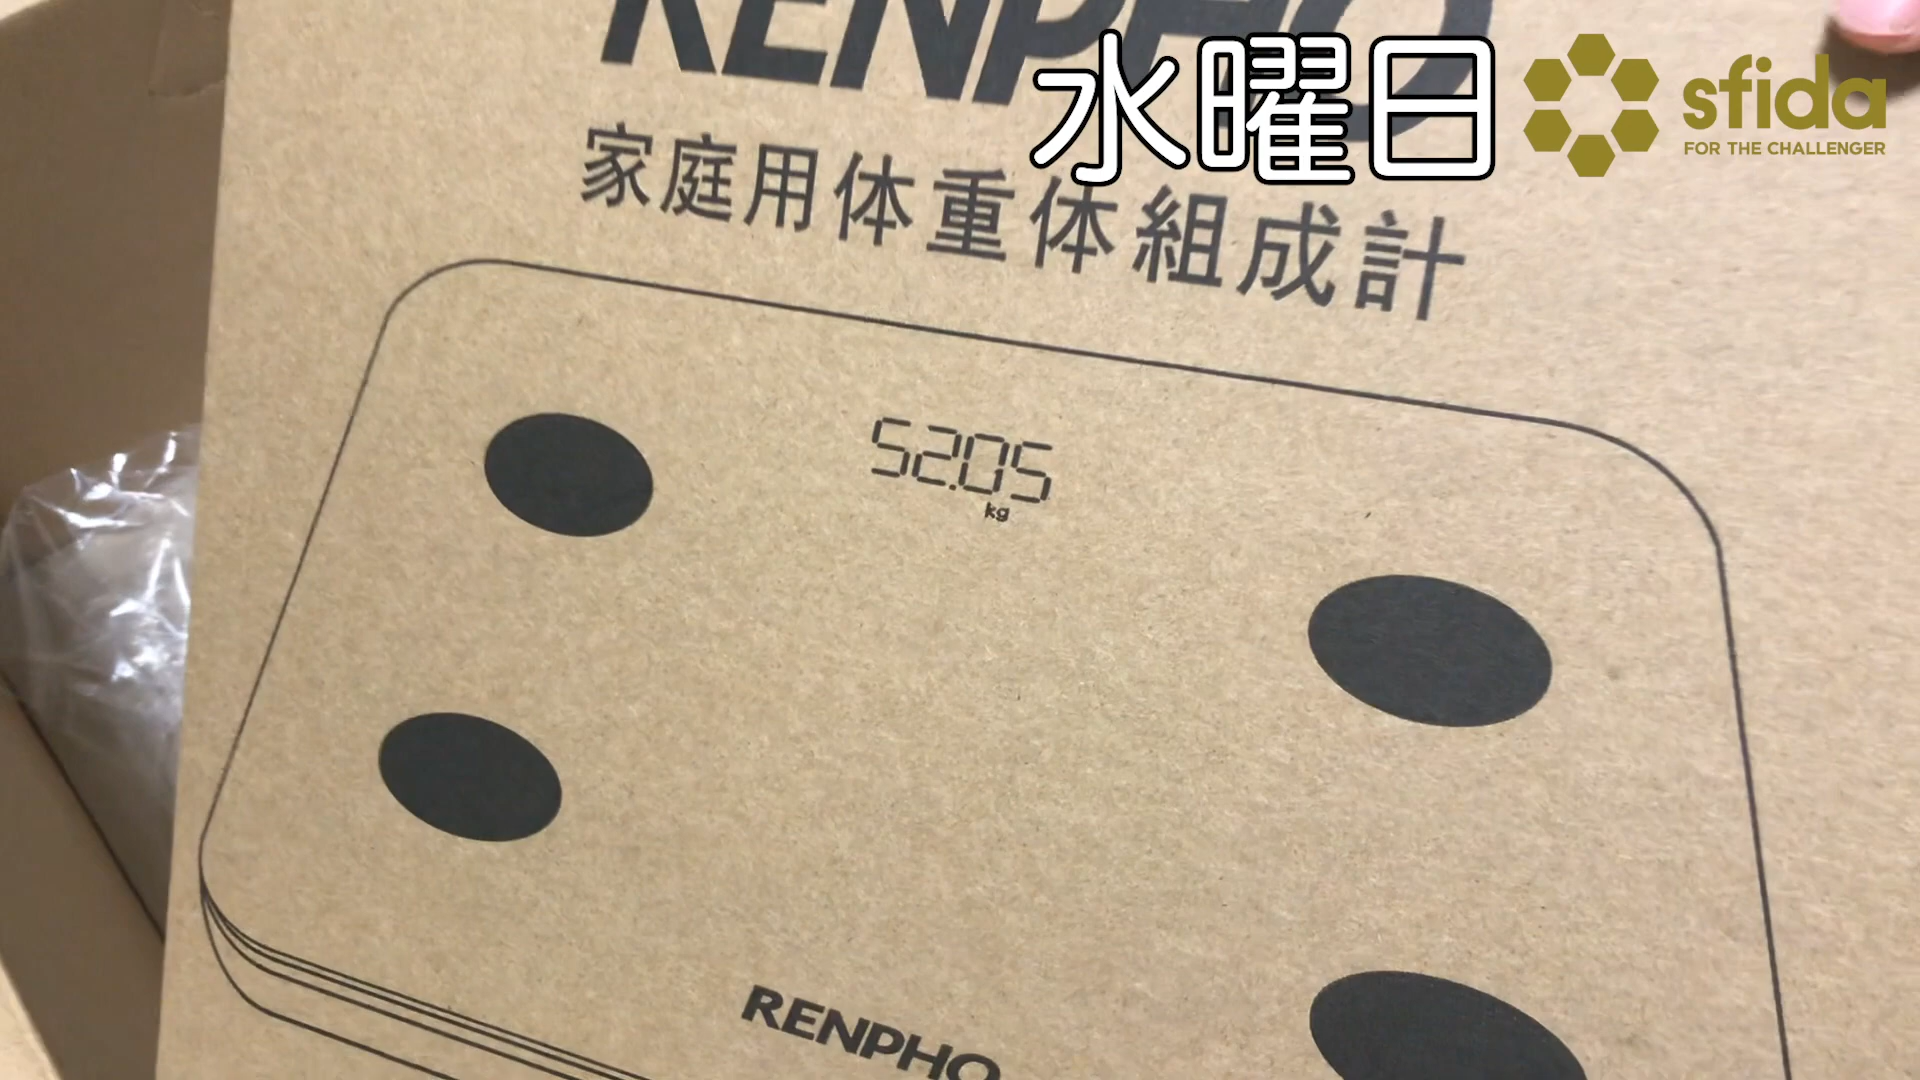 RENPHO
水曜日
sfida
FOR THE CHALLENGER
家庭用体重体組成計
52.05
kg
RENPHO